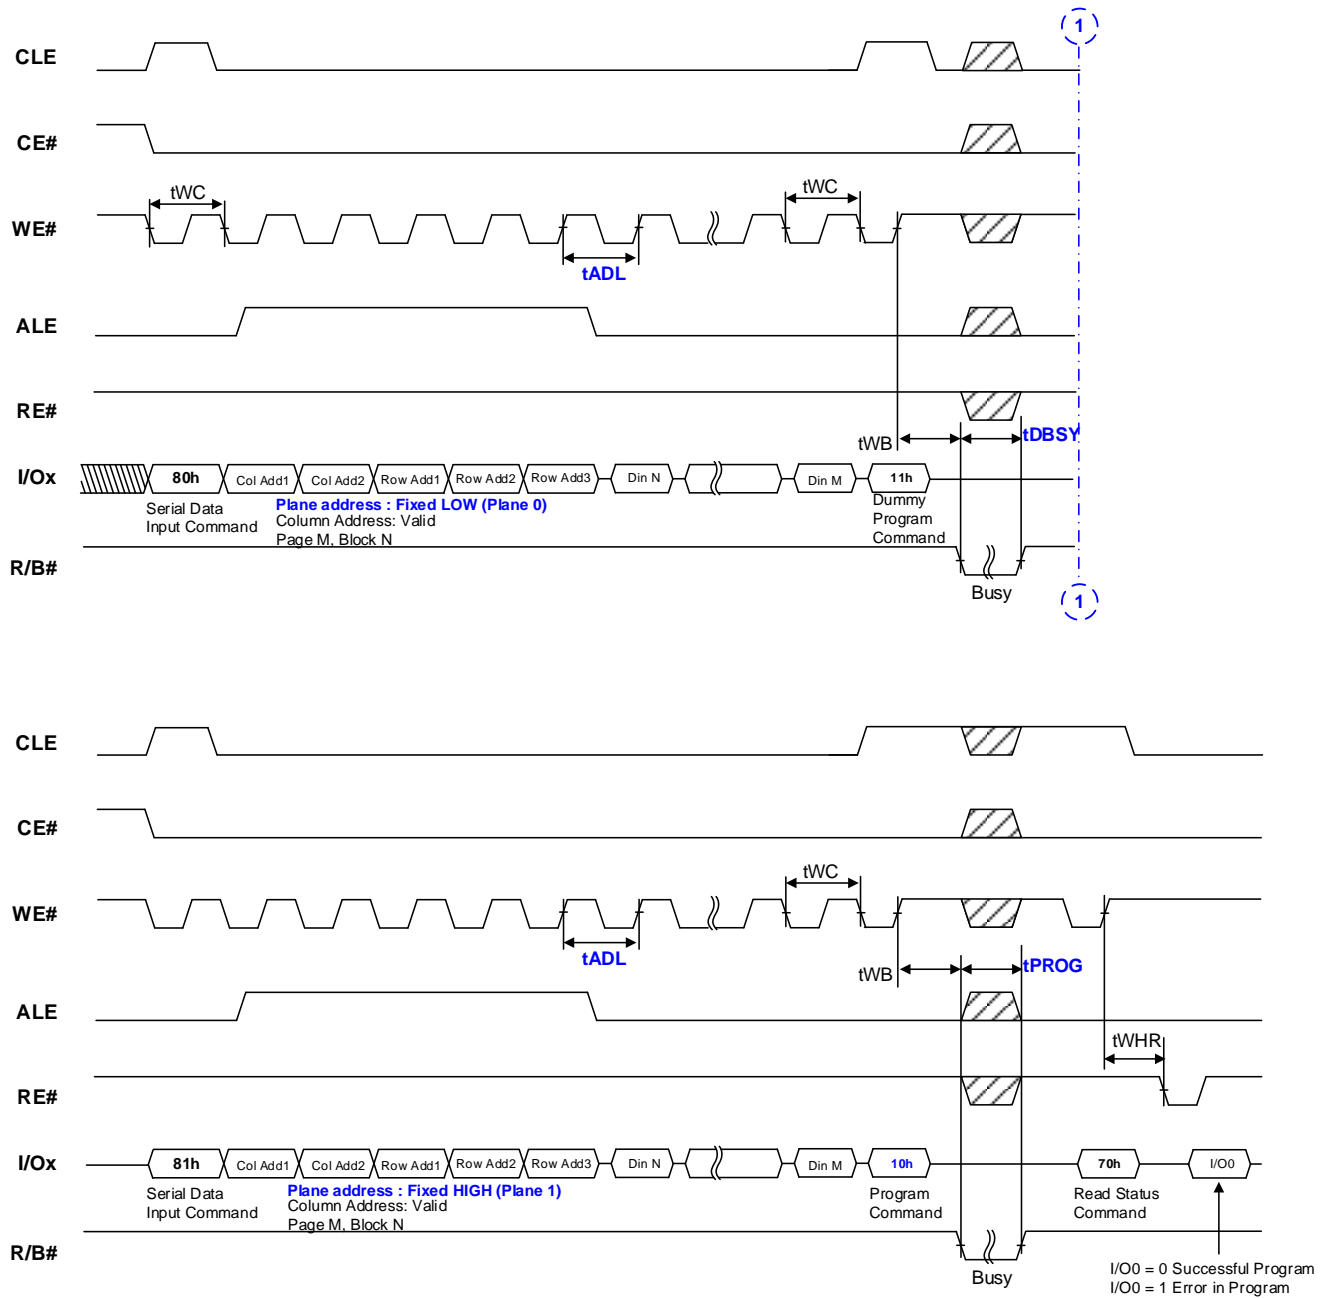 1
CLE
CE#
tWC
tWC
WE#
tADL
ALE
RE#
tWB
tDBSY
I/Ox
80h
Col Add1
Col Add2
Row Add1
Row Add2
Row Add3
Din N
Din M
11h
Serial Data
Input Command
Plane address : Fixed LOW (Plane 0)
Column Address: Valid
Page M, Block N
Dummy
Program
Command
R/B#
Busy
1
CLE
CE#
tWC
WE#
tADL
tWB
tPROG
ALE
tWHR
RE#
I/Ox
81h
Col Add1
Col Add2
Row Add1
Row Add2
Row Add3
Din N
Din M
10h
70h
I/O0
Serial Data
Input Command
Plane address : Fixed HIGH (Plane 1)
Column Address: Valid
Page M, Block N
Program
Command
Read Status
Command
R/B#
Busy
I/O0 = 0 Successful Program
I/O0 = 1 Error in Program